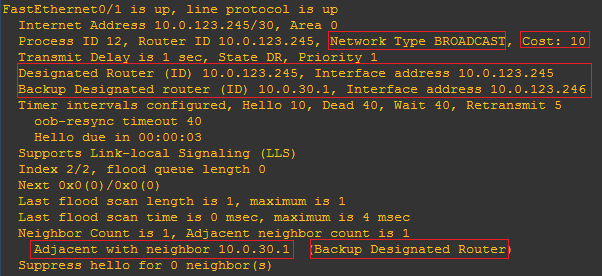 FastEthernet0/1 is up, line protocol is up
Internet Address 10.0.123.245/30, Area 0
Process ID 12, Router ID 10.0.123.245, Network Type BROADCAST, Cost: 10
Transmit Delay is 1 sec, State DR, Priority 1
Designated Router (ID) 10.0.123.245, Interface address 10.0.123.245
Backup Designated router (ID) 10.0.30.1, Interface address 10.0.123.246
Timer intervals configured, Hello 10, Dead 40, Wait 40, Retransmit 5
oob-resync timeout 40
Hello due in 00:00:03
Supports Link-local Signaling (LLS)
Index 2/2, flood queue length 0
Next 0x0(0)/0x0(0)
Last flood scan length is 1, maximum is 1
Last flood scan time is 0 msec, maximum is 4 msec
Neighbor Count is 1, Adjacent neighbor count is 1
Adjacent with neighbor 10.0.30.1 (Backup Designated Router)
Suppress hello for 0 neighbor(s)